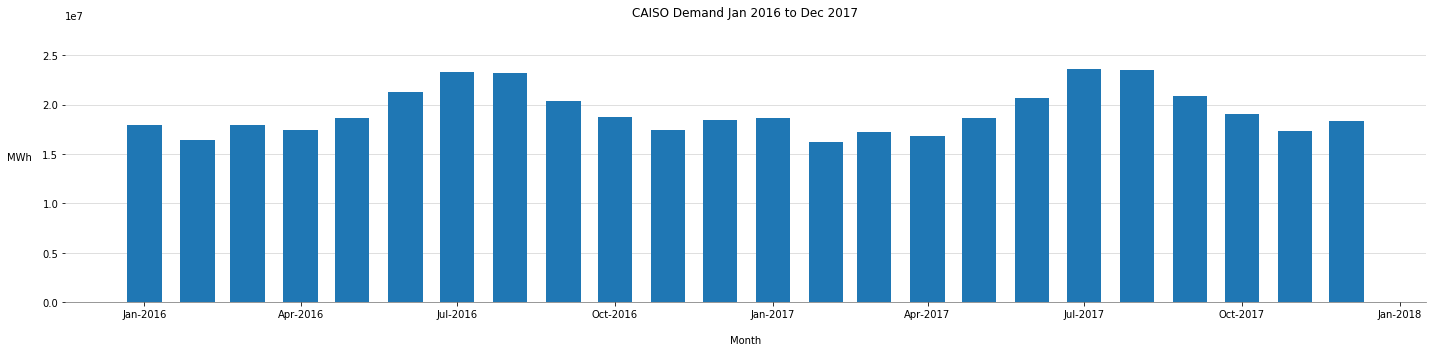 CAISO Demand Jan 2016 to Dec 2017
1e7
2.5
2.0
1.5
MWh
1.0
0.5
0.0
Jan-2016 Apr-2016 Jul-2016 Oct-2016 Jan-2017 Apr-2017 Jul-2017 Oct-2017 Jan-2018
Month